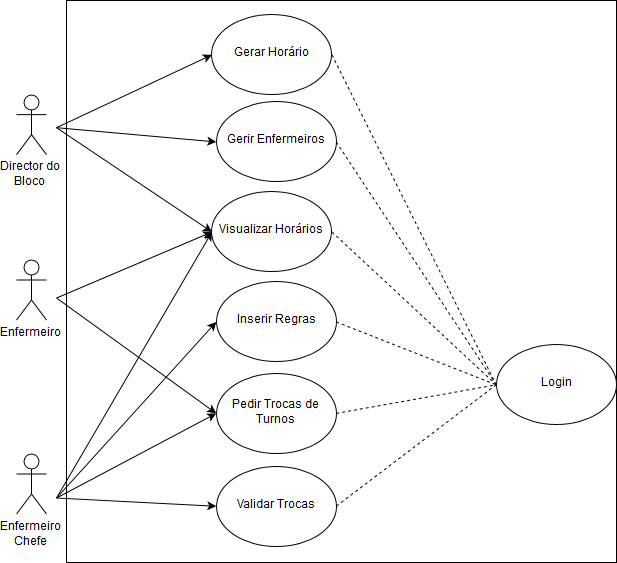 Gerar Horário
Gerir Enfermeiros
Director do
Bloco
Visualizar Horários
Enfermeiro
Inserir Regras
Login
Pedir Trocas de
Turnos
Validar Trocas
Enfermeiro
Chefe